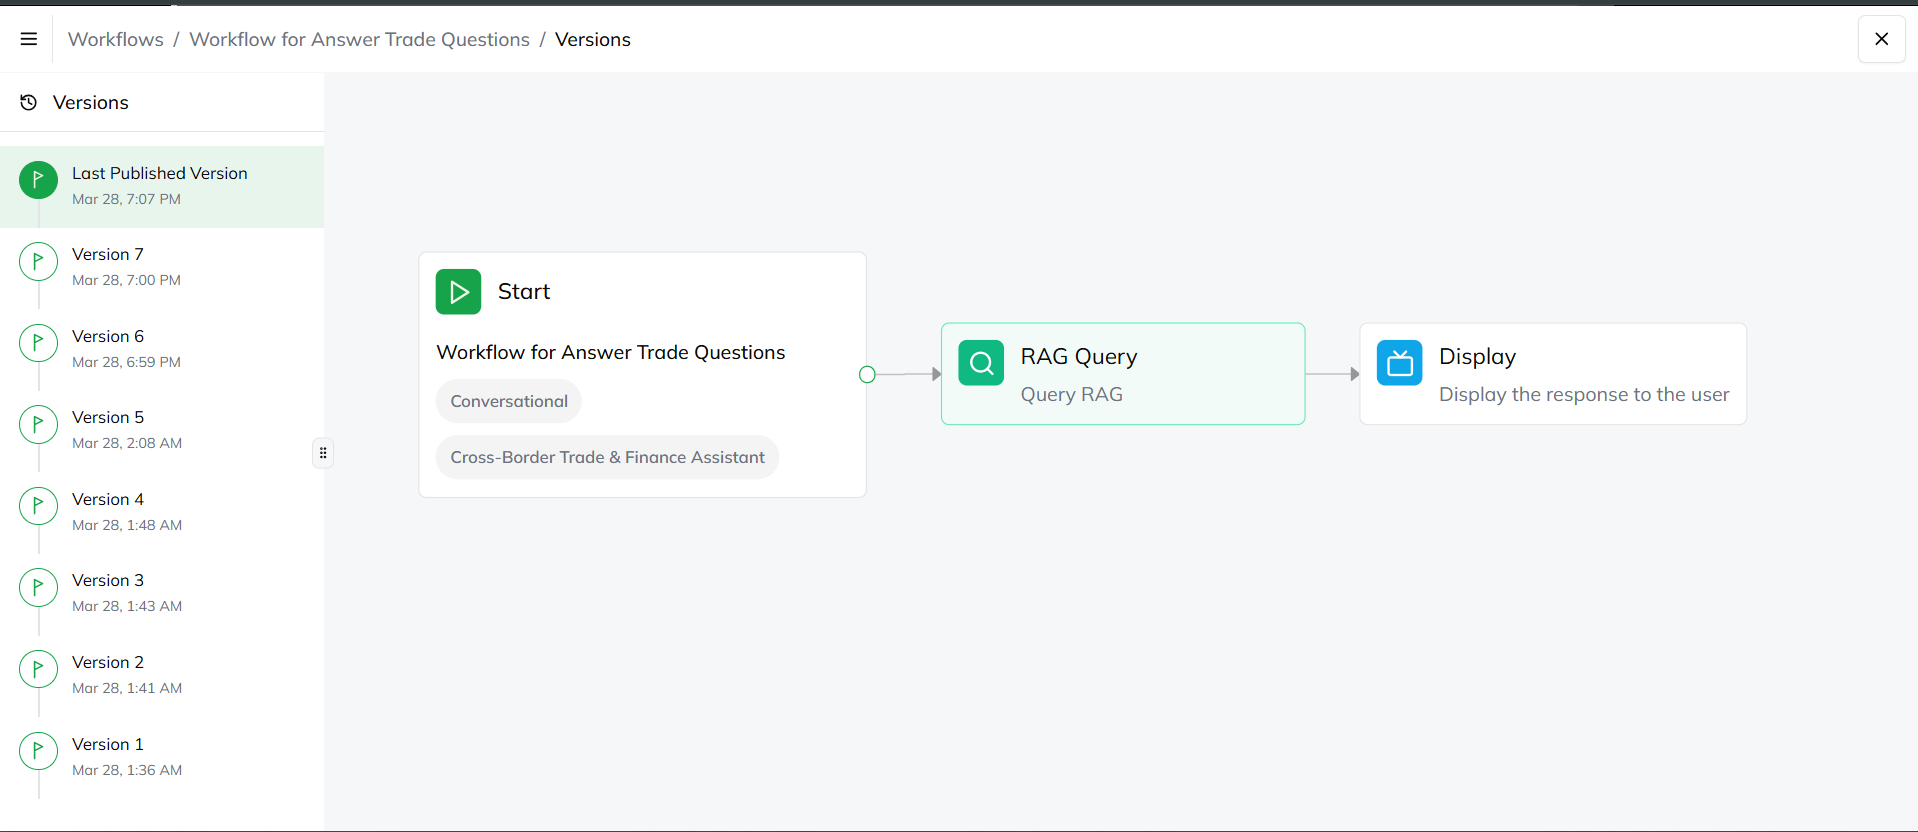 Workflows / Workflow for Answer Trade Questions / Versions
Versions
Last Published Version
Mar 28, 7:07 PM
Version 7
Mar 28, 7:00 PM
Version 6
Mar 28, 6:59 PM
Version 5
Mar 28, 2:08 AM
Version 4
Mar 28, 1:48 AM
Version 3
Mar 28, 1:43 AM
Version 2
Mar 28, 1:41 AM
Version 1
Mar 28, 1:36 AM
Start
Workflow for Answer Trade Questions
Conversational
Cross-Border Trade & Finance Assistant
RAG Query
Query RAG
Display
Display the response to the user